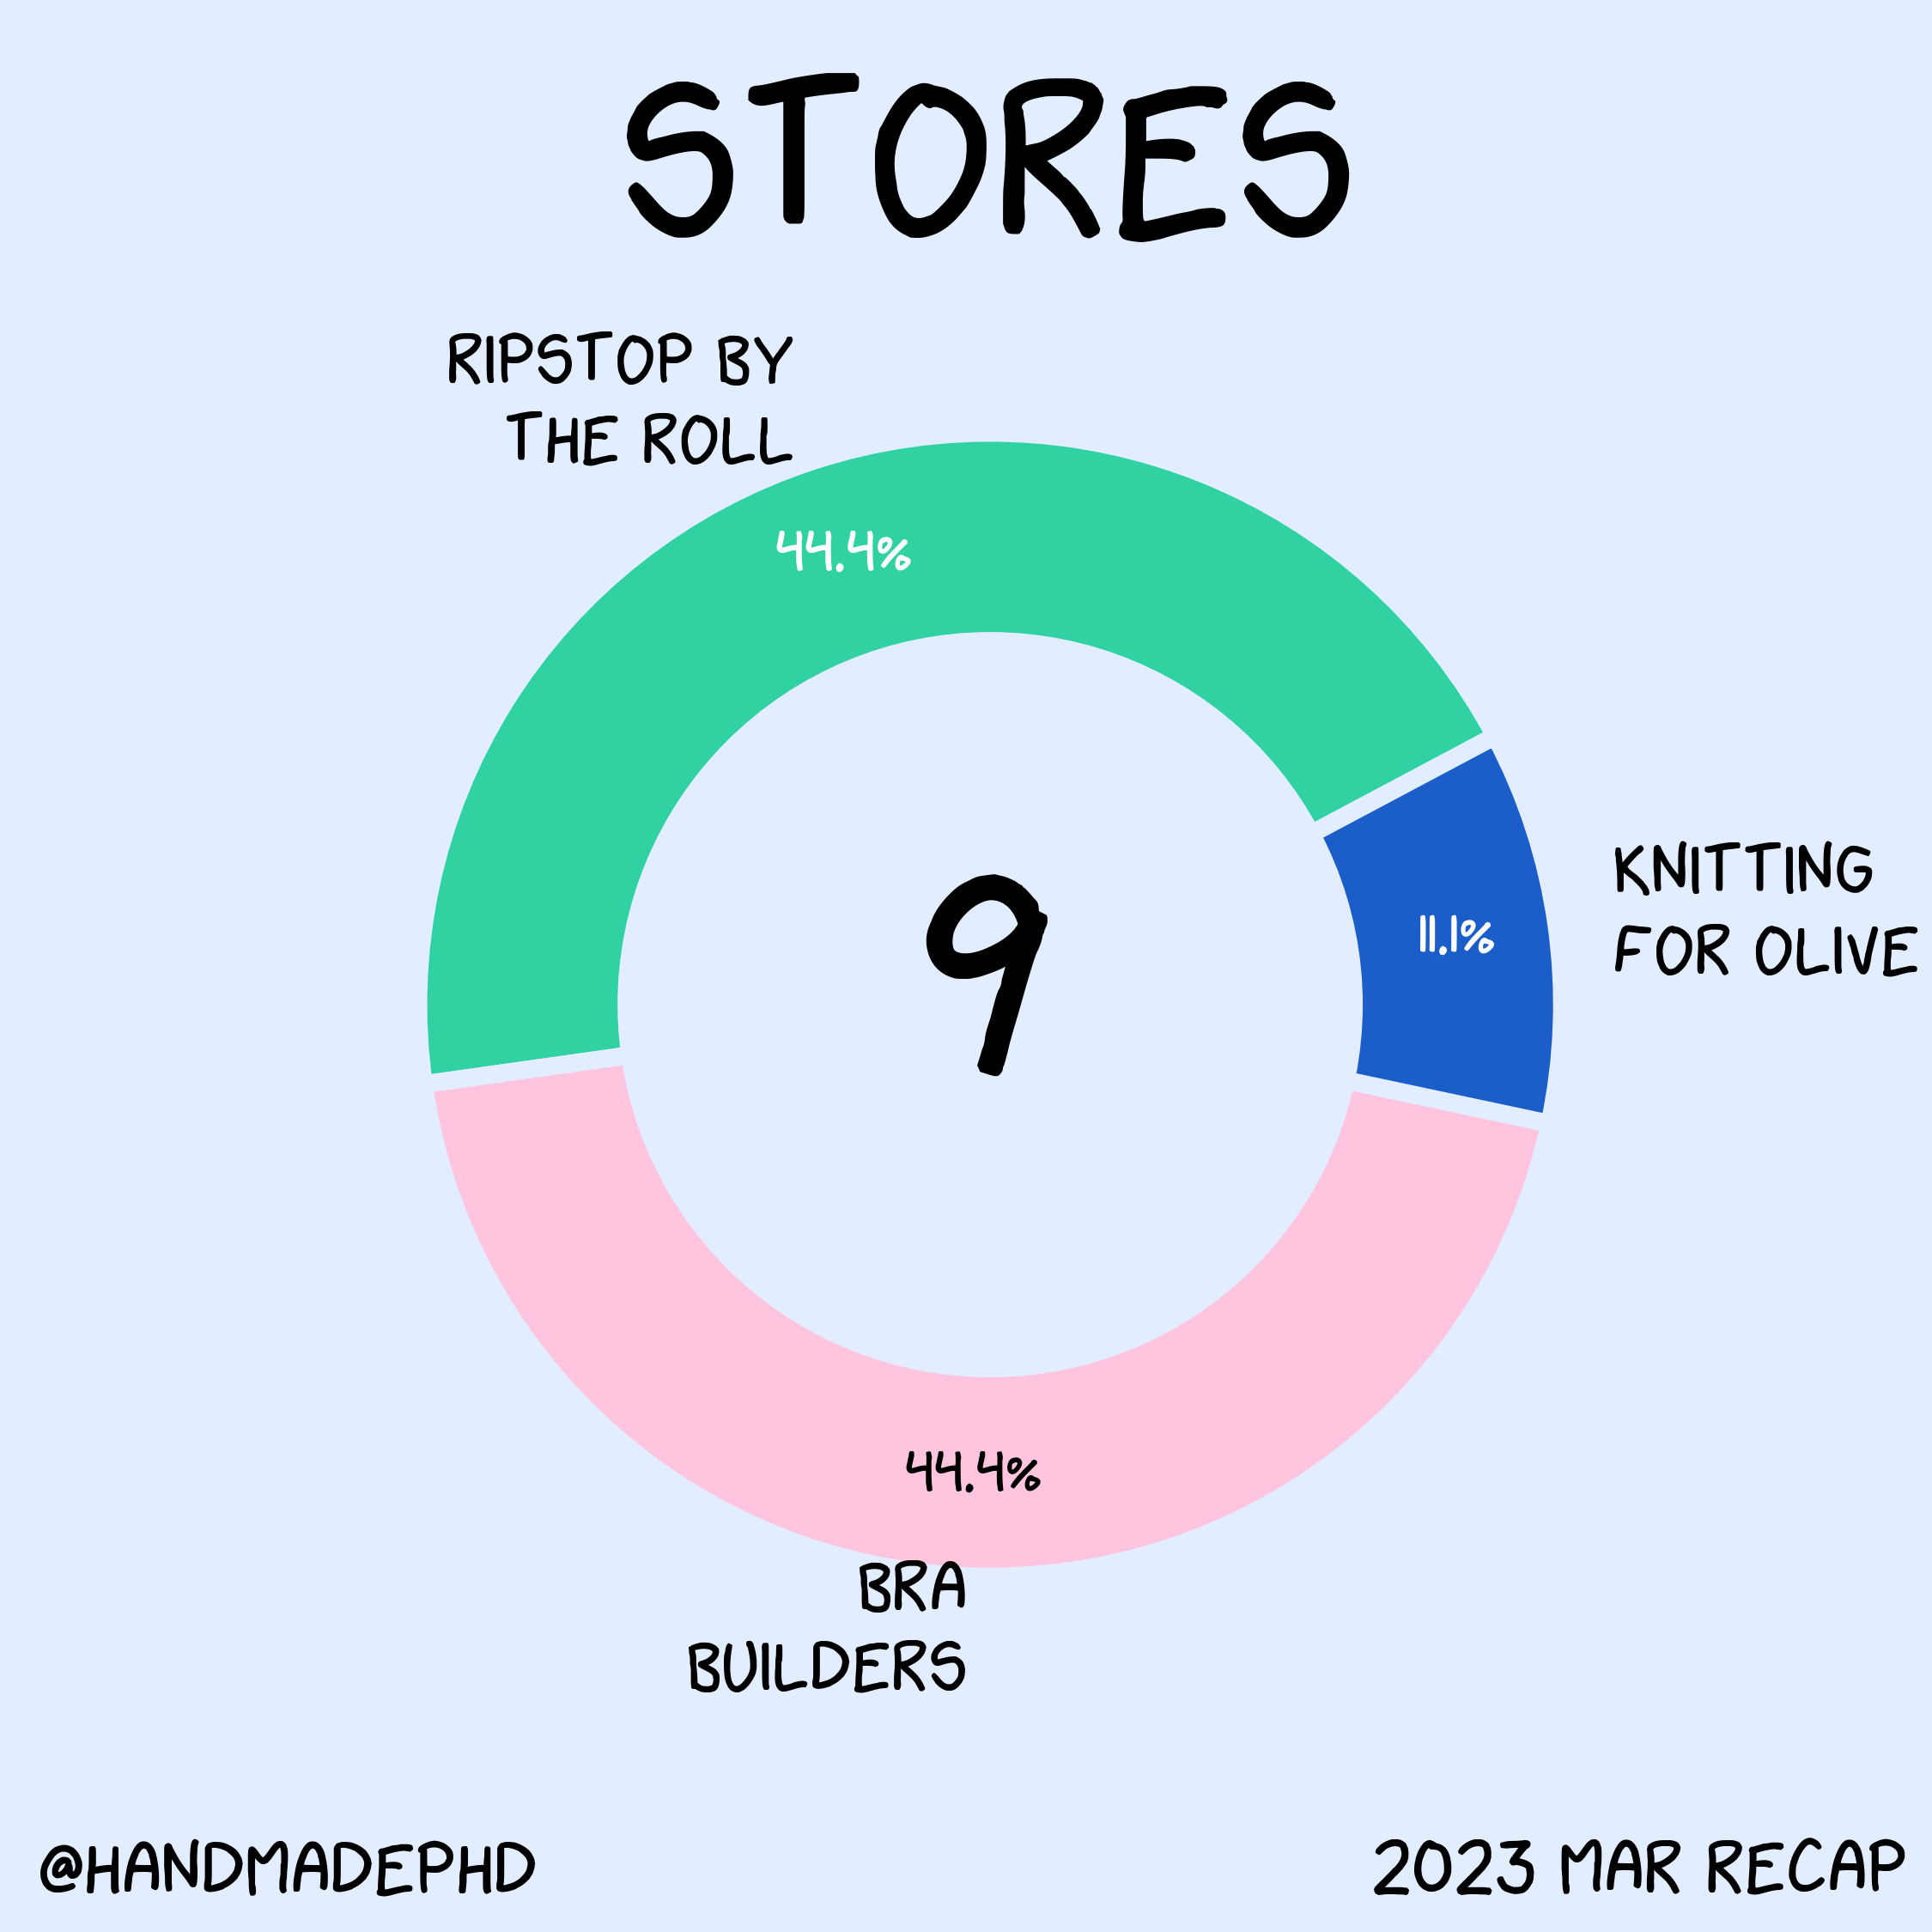 STORES
RIPSTOP BY
THE ROLL
44.4%
KNITTING
FOR OLIVE
11.1%
9
44.4%
BRA
BUILDERS
@HANDMADEPHD
2023 MAR RECAP